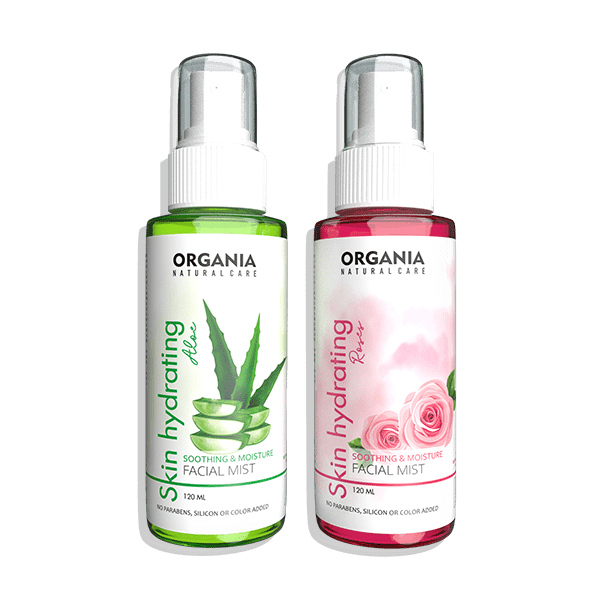 ORGANIA
NATURAL CARE
Skin hydrating
Aloe
SOOTHING & MOISTURE
FACIAL MIST
120 ML
NO PARABENS, SILICON OR COLOR ADDED
ORGANIA
NATURAL CARE
Skin hydrating
Roses
SOOTHING & MOISTURE
FACIAL MIST
120 ML
NO PARABENS, SILICON OR COLOR ADDED